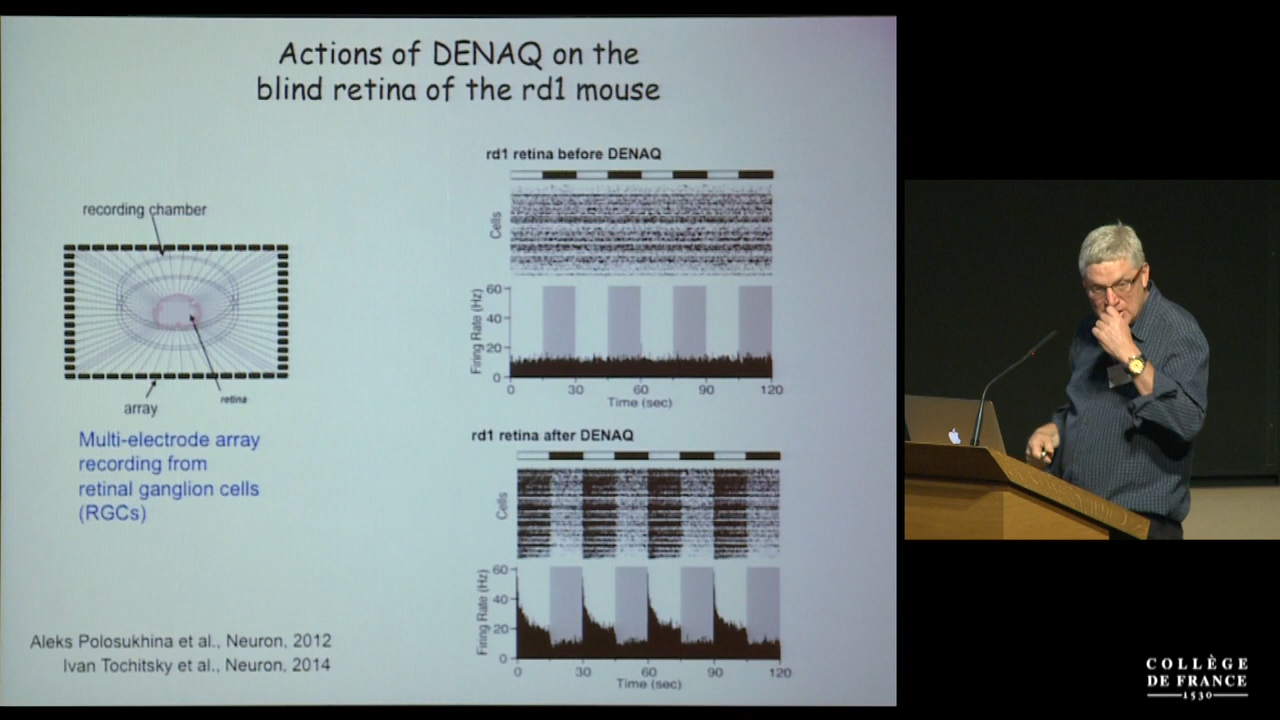 Actions of DENAQ on the
blind retina of the rd1 mouse
recording chamber
array
retina
Multi-electrode array
recording from
retinal ganglion cells
(RGCs)
Aleks Polosukhina et al., Neuron, 2012
Ivan Tochitsky et al., Neuron, 2014
rd1 retina before DENAQ
Cells
Firing Rate (Hz)
60
40
20
0
0 30 60 90 120
Time (sec)
rd1 retina after DENAQ
Cells
Firing Rate (Hz)
60
40
20
0
0 30 60 90 120
Time (sec)
COLLÈGE
DE FRANCE
1530